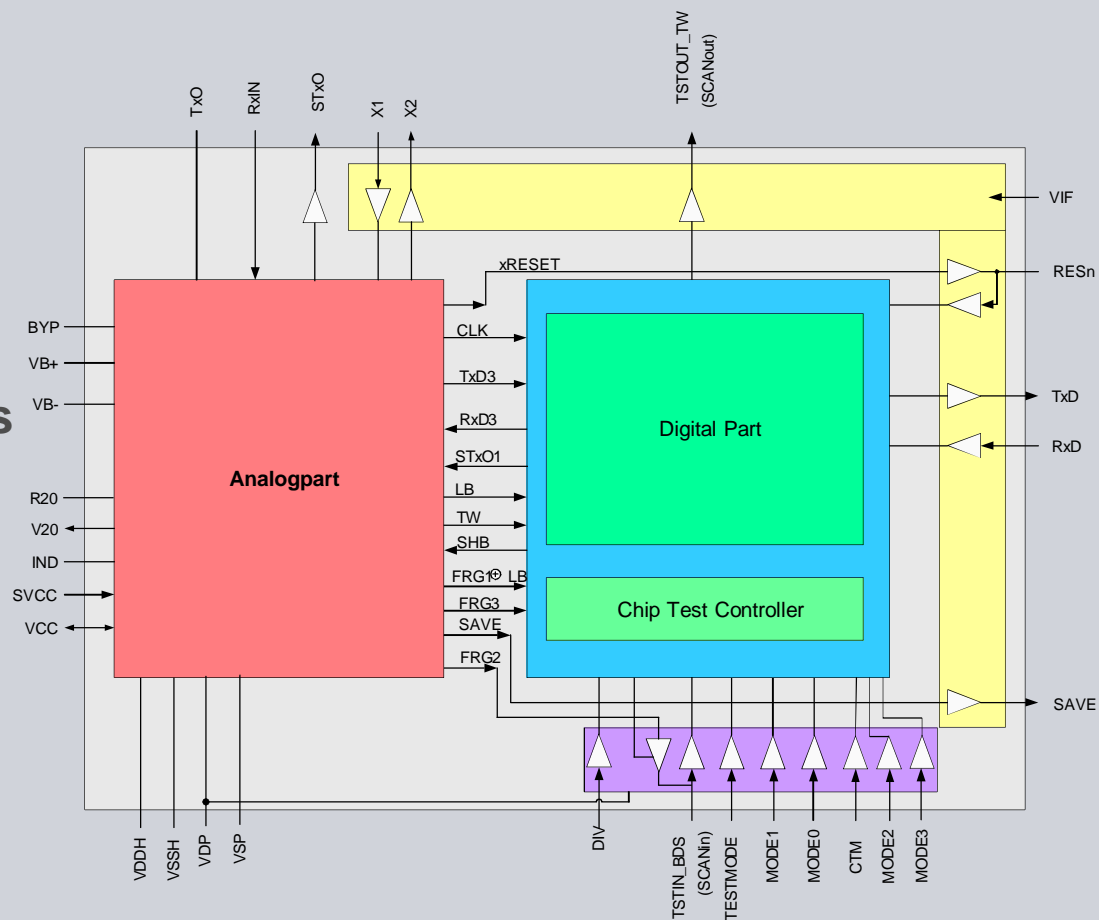 TxO
RxIN
STxO
X1
X2
TSTOUT_TW
(SCANout)
VIF
xRESET
RESn
BYP
VB+
VB-
s
R20
V20
IND
SVCC
VCC
Analogpart
CLK
TxD3
RxD3
STxO1
LB
TW
SHB
FRG1⊕ LB
FRG3
SAVE
FRG2
Digital Part
Chip Test Controller
TxD
RxD
SAVE
VDDH
VSSH
VDP
VSP
DIV
TSTIN_BDS
(SCANin)
TESTMODE
MODE1
MODE0
CTM
MODE2
MODE3